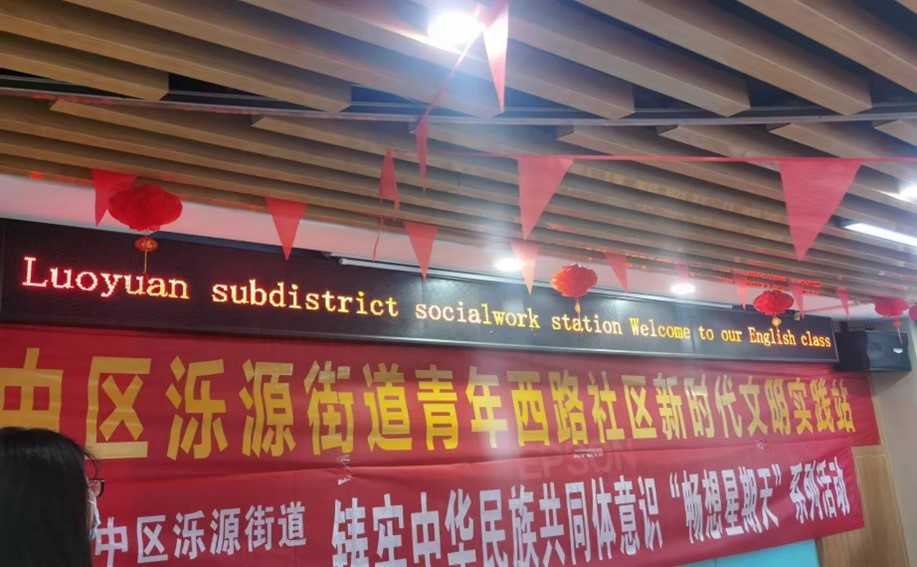 Luoyuan subdistrict socialwork station Welcome to our English class
中区泺源街道青年西路社区新时代文明实践站
EPSON
中区泺源街道 铸牢中华民族共同体意识“畅想星期天”系列活动